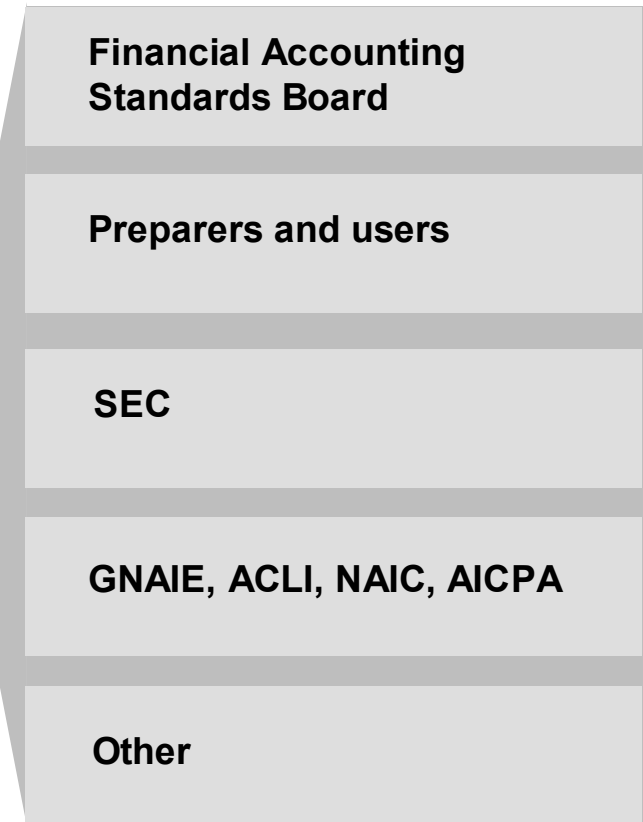 Financial Accounting
Standards Board
Preparers and users
SEC
GNAIE, ACLI, NAIC, AICPA
Other